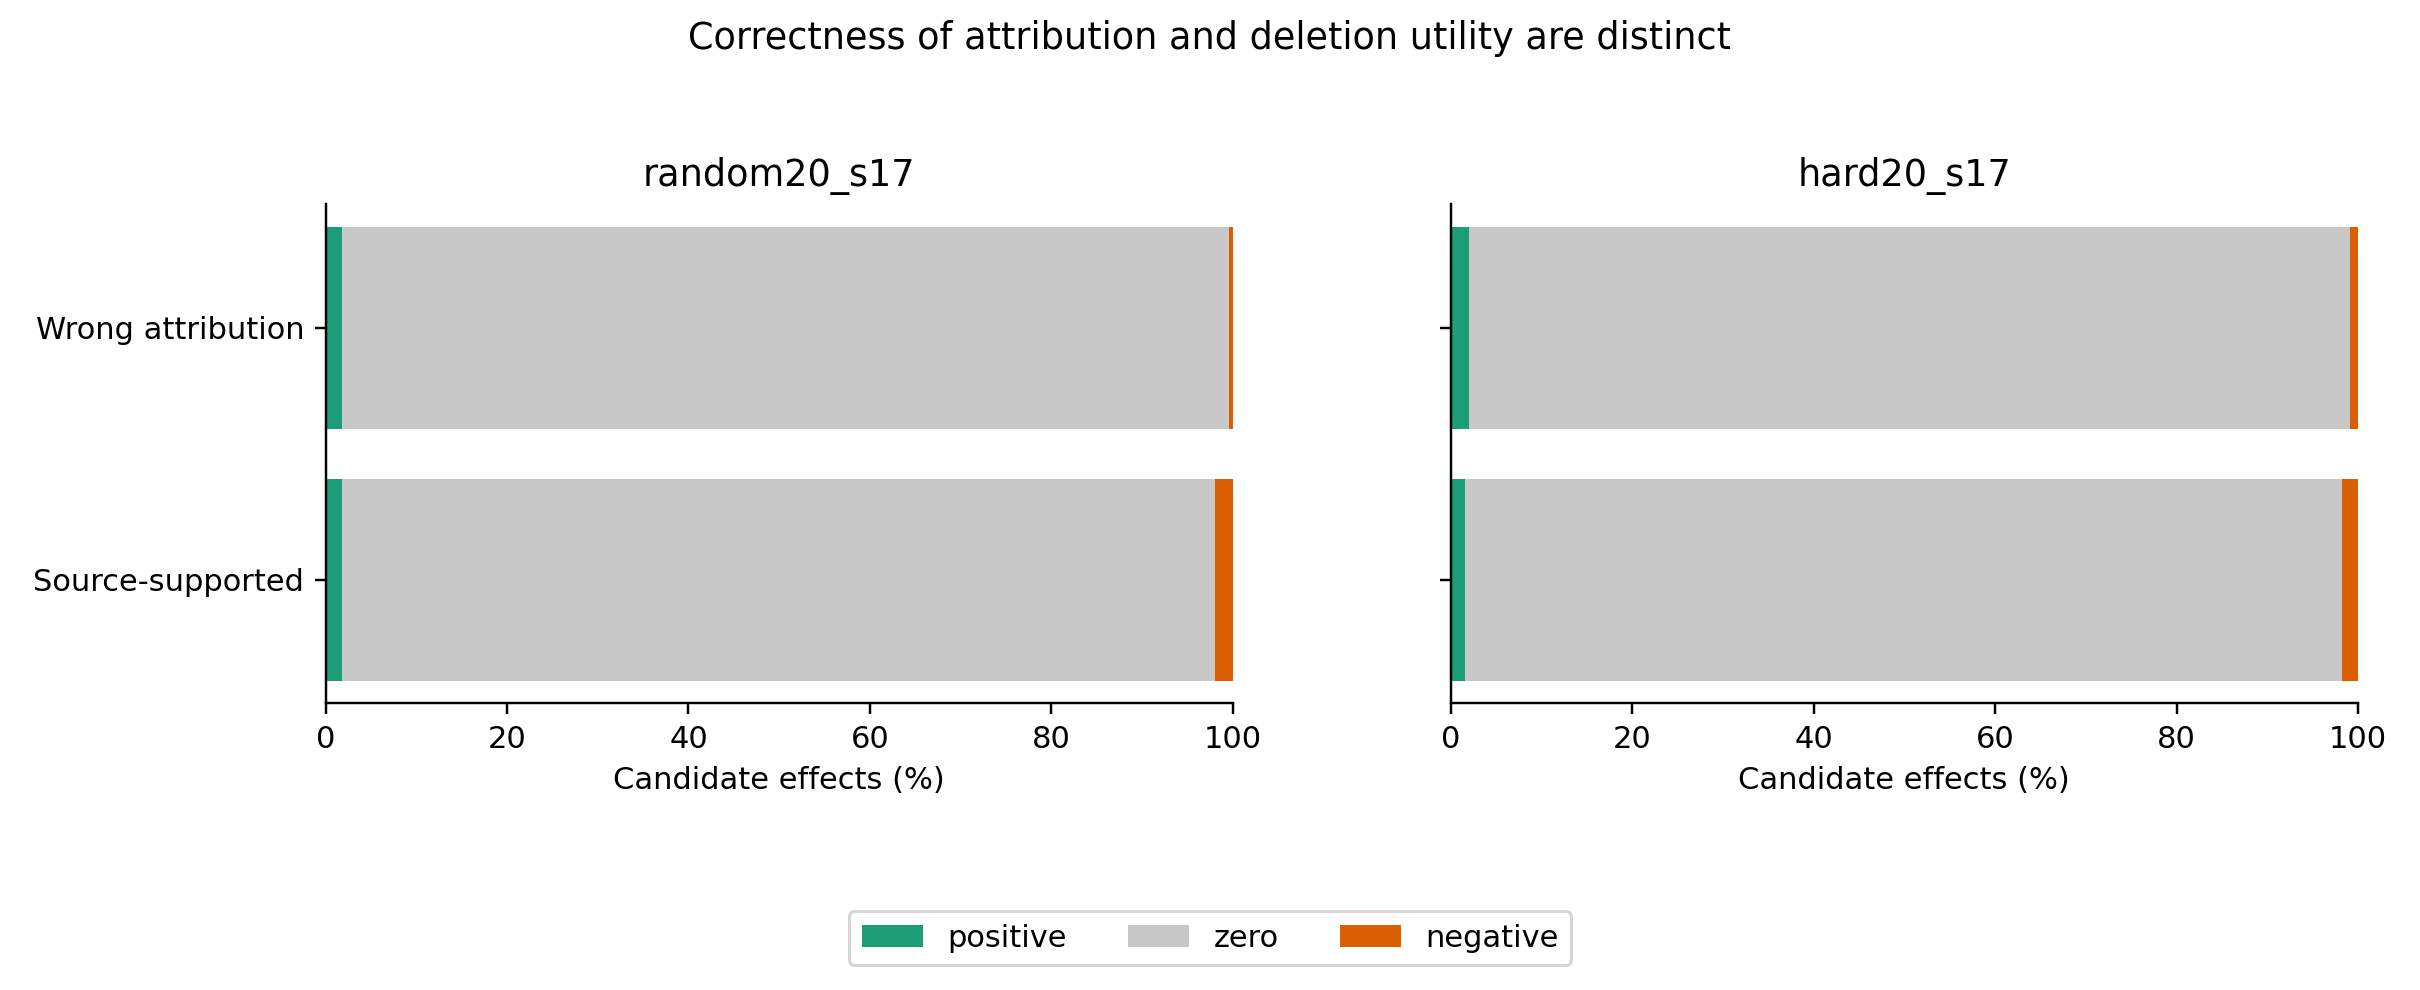 Correctness of attribution and deletion utility are distinct
random20_s17
Wrong attribution
Source-supported
0 20 40 60 80 100
Candidate effects (%)
hard20_s17
0 20 40 60 80 100
Candidate effects (%)
positive zero negative